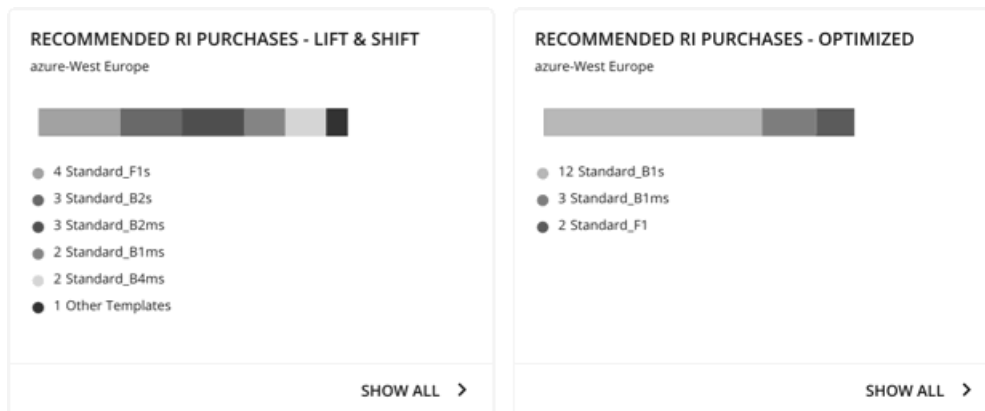 RECOMMENDED RI PURCHASES - LIFT & SHIFT
azure-West Europe
4 Standard_F1s
3 Standard_B2s
3 Standard_B2ms
2 Standard_B1ms
2 Standard_B4ms
1 Other Templates
SHOW ALL
RECOMMENDED RI PURCHASES - OPTIMIZED
azure-West Europe
12 Standard_B1s
3 Standard_B1ms
2 Standard_F1
SHOW ALL